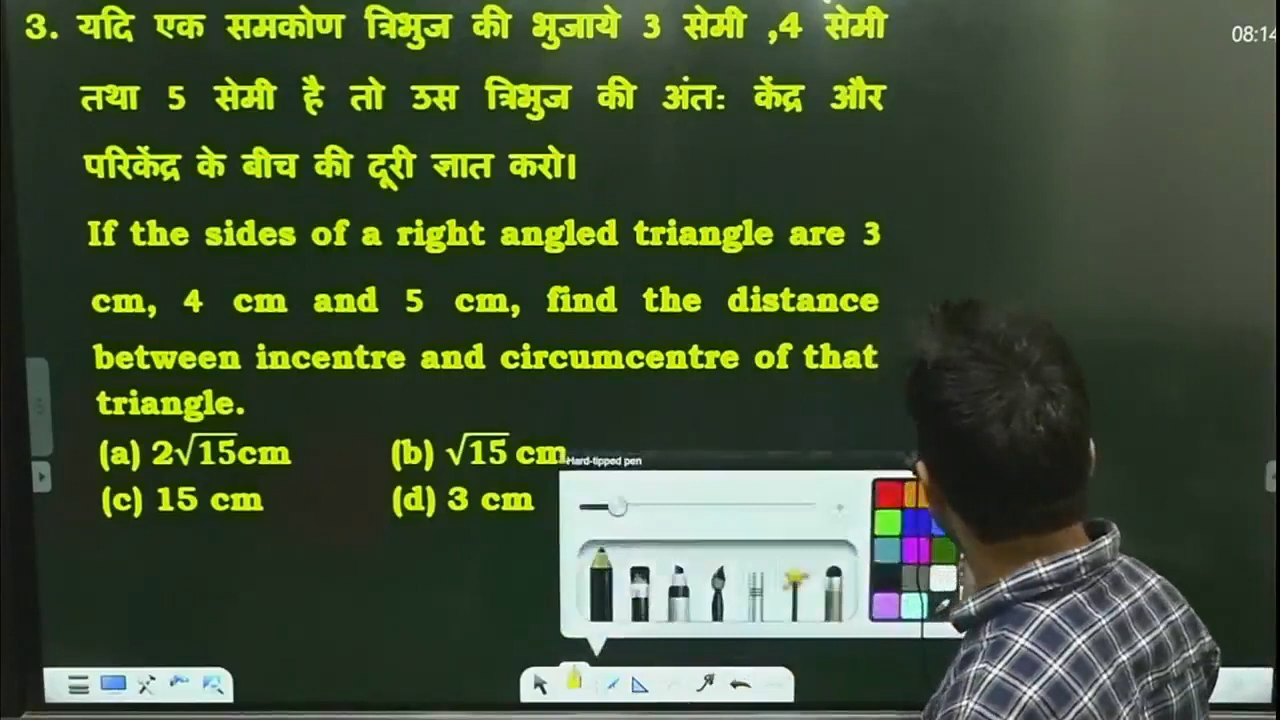 3. यदि एक समकोण त्रिभुज की भुजाये 3 सेमी ,4 सेमी
08:14
तथा 5 सेमी है तो उस त्रिभुज की अंतः केंद्र और
परिकेंद्र के बीच की दूरी ज्ञात करो।
If the sides of a right angled triangle are 3
cm, 4 cm and 5 cm, find the distance
between incentre and circumcentre of that
triangle.
(a) 2√15cm (b) √15 cm
Hard-tipped pen
(c) 15 cm (d) 3 cm